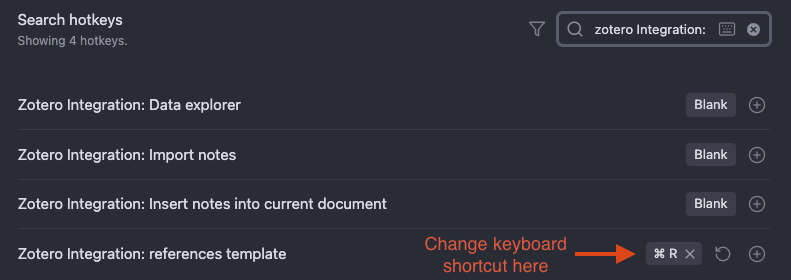 Search hotkeys
Showing 4 hotkeys.
zotero Integration:
Zotero Integration: Data explorer
Blank
Zotero Integration: Import notes
Blank
Zotero Integration: Insert notes into current document
Blank
Zotero Integration: references template
Change keyboard
shortcut here
⌘ R